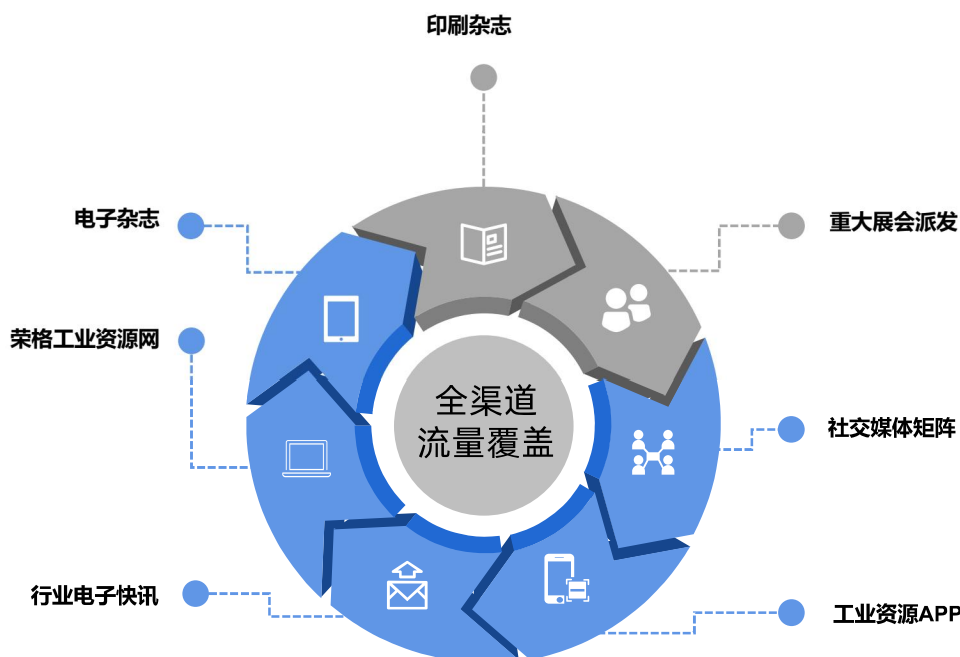 印刷杂志
电子杂志
重大展会派发
荣格工业资源网
全渠道
流量覆盖
社交媒体矩阵
行业电子快讯
工业资源APP